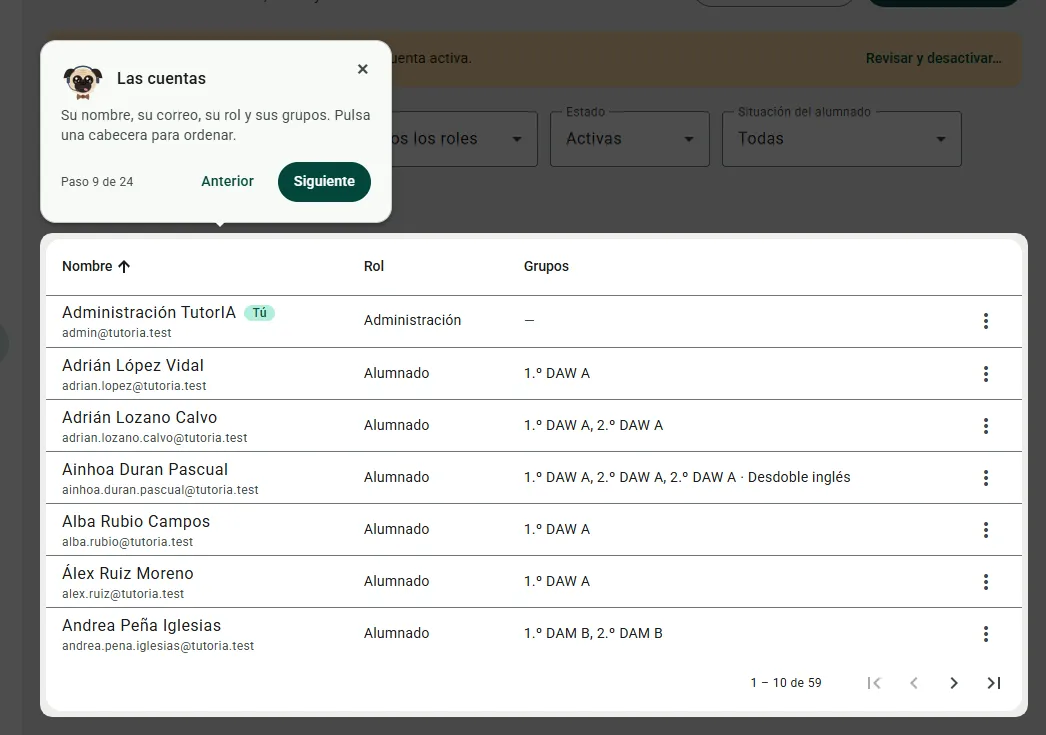 uenta activa.
Revisar y desactivar...
Las cuentas
Su nombre, su correo, su rol y sus grupos. Pulsa
una cabecera para ordenar.
Paso 9 de 24
Anterior
Siguiente
os los roles
Estado
Activas
Situación del alumnado
Todas
Nombre
Rol
Grupos
Administración TutorIA Tú
admin@tutoria.test
Administración
—
Adrián López Vidal
adrian.lopez@tutoria.test
Alumnado
1.º DAW A
Adrián Lozano Calvo
adrian.lozano.calvo@tutoria.test
Alumnado
1.º DAW A, 2.º DAW A
Ainhoa Duran Pascual
ainhoa.duran.pascual@tutoria.test
Alumnado
1.º DAW A, 2.º DAW A, 2.º DAW A · Desdoble inglés
Alba Rubio Campos
alba.rubio@tutoria.test
Alumnado
1.º DAW A
Álex Ruiz Moreno
alex.ruiz@tutoria.test
Alumnado
1.º DAW A
Andrea Peña Iglesias
andrea.pena.iglesias@tutoria.test
Alumnado
1.º DAM B, 2.º DAM B
1 – 10 de 59